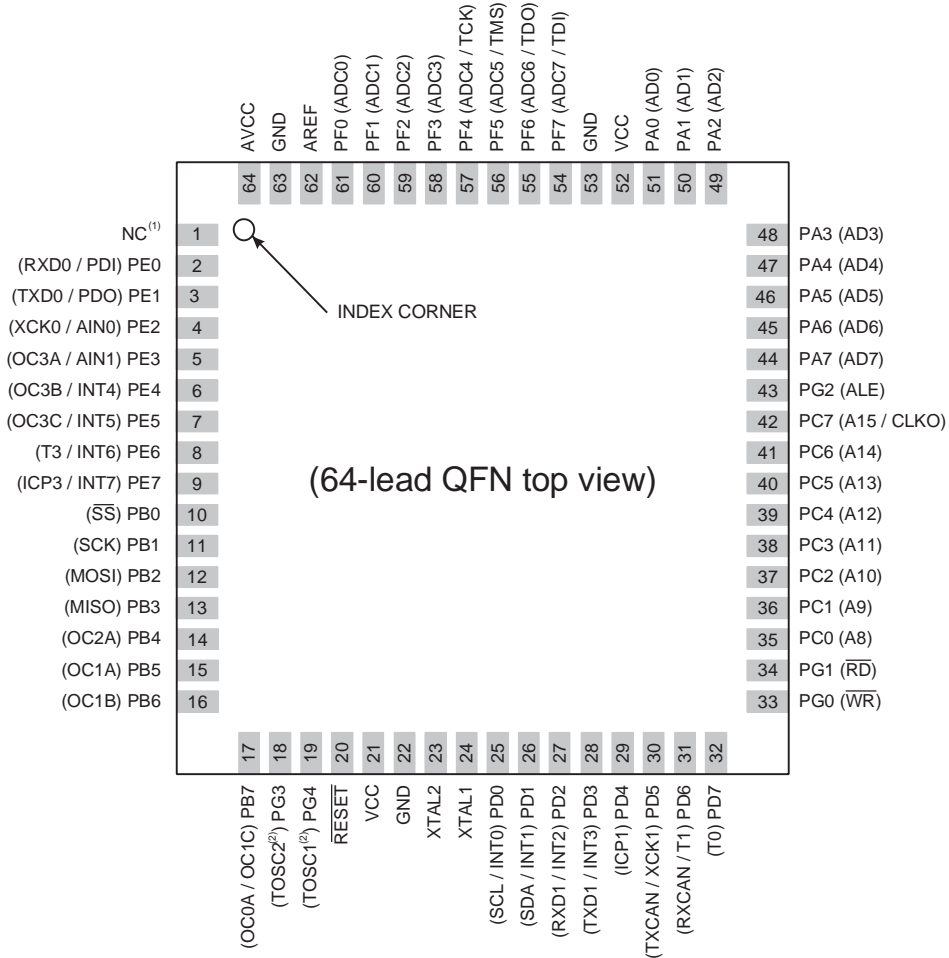 AVCC
GND
AREF
PF0 (ADC0)
PF1 (ADC1)
PF2 (ADC2)
PF3 (ADC3)
PF4 (ADC4 / TCK)
PF5 (ADC5 / TMS)
PF6 (ADC6 / TDO)
PF7 (ADC7 / TDI)
GND
VCC
PA0 (AD0)
PA1 (AD1)
PA2 (AD2)
64
63
62
61
60
59
58
57
56
55
54
53
52
51
50
49
NC(1) 1
(RXD0 / PDI) PE0 2
(TXD0 / PDO) PE1 3
(XCK0 / AIN0) PE2 4
(OC3A / AIN1) PE3 5
(OC3B / INT4) PE4 6
(OC3C / INT5) PE5 7
(T3 / INT6) PE6 8
(ICP3 / INT7) PE7 9
(SS) PB0 10
(SCK) PB1 11
(MOSI) PB2 12
(MISO) PB3 13
(OC2A) PB4 14
(OC1A) PB5 15
(OC1B) PB6 16
INDEX CORNER
(64-lead QFN top view)
48 PA3 (AD3)
47 PA4 (AD4)
46 PA5 (AD5)
45 PA6 (AD6)
44 PA7 (AD7)
43 PG2 (ALE)
42 PC7 (A15 / CLKO)
41 PC6 (A14)
40 PC5 (A13)
39 PC4 (A12)
38 PC3 (A11)
37 PC2 (A10)
36 PC1 (A9)
35 PC0 (A8)
34 PG1 (RD)
33 PG0 (WR)
17
18
19
20
21
22
23
24
25
26
27
28
29
30
31
32
(OC0A / OC1C) PB7
(TOSC2(2)) PG3
(TOSC1(2)) PG4
RESET
VCC
GND
XTAL2
XTAL1
(SCL / INT0) PD0
(SDA / INT1) PD1
(RXD1 / INT2) PD2
(TXD1 / INT3) PD3
(ICP1) PD4
(TXCAN / XCK1) PD5
(RXCAN / T1) PD6
(T0) PD7